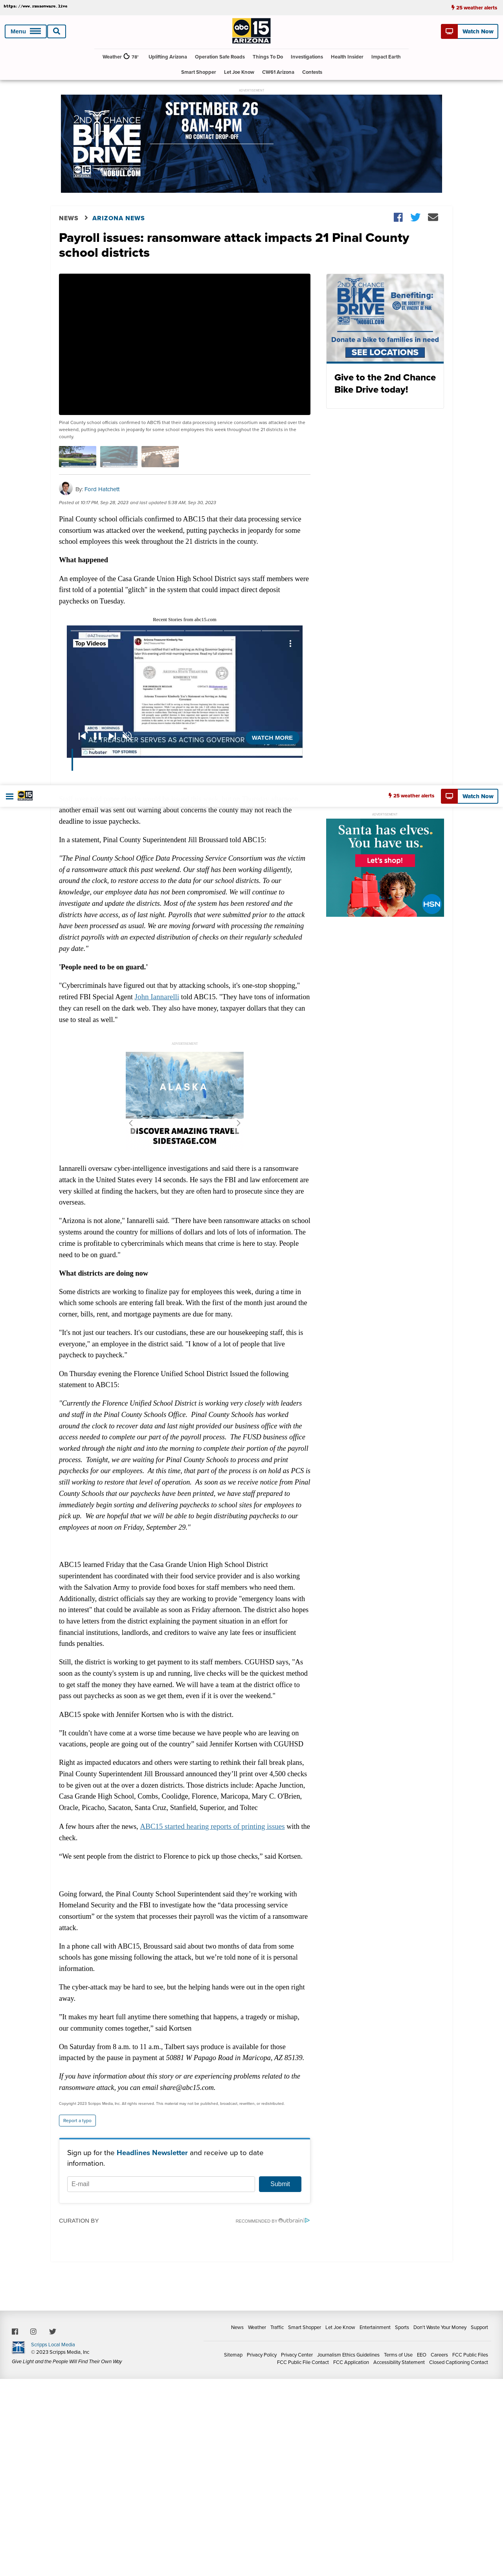 https://www.ransomware.live
25 weather alerts
Menu
abc 15 ARIZONA
Watch Now
Weather 78°
Uplifting Arizona
Operation Safe Roads
Things To Do
Investigations
Health Insider
Impact Earth
Smart Shopper
Let Joe Know
CW61 Arizona
Contests
ADVERTISEMENT
2ND CHANCE BIKE DRIVE
NOBULL.COM
SEPTEMBER 26
8AM-4PM
NO CONTACT DROP-OFF
NEWS > ARIZONA NEWS
Payroll issues: ransomware attack impacts 21 Pinal County
school districts
Pinal County school officials confirmed to ABC15 that their data processing service consortium was attacked over the
weekend, putting paychecks in jeopardy for some school employees this week throughout the 21 districts in the
county.
2ND CHANCE BIKE DRIVE
NOBULL.COM
Benefiting:
THE SOCIETY OF ST. VINCENT DE PAUL
Donate a bike to families in need
SEE LOCATIONS
Give to the 2nd Chance
Bike Drive today!
By: Ford Hatchett
Posted at 10:17 PM, Sep 28, 2023 and last updated 5:38 AM, Sep 30, 2023
Pinal County school officials confirmed to ABC15 that their data processing service
consortium was attacked over the weekend, putting paychecks in jeopardy for some
school employees this week throughout the 21 districts in the county.
What happened
An employee of the Casa Grande Union High School District says staff members were
first told of a potential "glitch" in the system that could impact direct deposit
paychecks on Tuesday.
Recent Stories from abc15.com
Top Videos
AS TREASURER SERVES AS ACTING GOVERNOR
WATCH MORE
TOP STORIES
abc 15 ARIZONA
25 weather alerts
Watch Now
another email was sent out warning about concerns the county may not reach the
deadline to issue paychecks.
ADVERTISEMENT
Santa has elves.
You have us.
Let's shop!
HSN
In a statement, Pinal County Superintendent Jill Broussard told ABC15:
"The Pinal County School Office Data Processing Service Consortium was the victim
of a ransomware attack this past weekend. Our staff has been working diligently,
around the clock, to restore access to the data for our school districts. To our
knowledge, our employee data has not been compromised. We will continue to
investigate and update the districts. Most of the system has been restored and the
districts have access, as of last night. Payrolls that were submitted prior to the attack
have been processed as usual. We are moving forward with processing remaining
district payrolls with an expected distribution of checks on their regularly scheduled
pay date."
'People need to be on guard.'
"Cybercriminals have figured out that by attacking schools, it's one-stop shopping,"
retired FBI Special Agent John Iannarelli told ABC15. "They have tons of information
they can resell on the dark web. They also have money, taxpayer dollars that they can
use to steal as well."
ADVERTISEMENT
ALASKA
DISCOVER AMAZING TRAVEL
SIDESTAGE.COM
Iannarelli oversaw cyber-intelligence investigations and said there is a ransomware
attack in the United States every 14 seconds. He says the FBI and law enforcement are
very skilled at finding the hackers, but they are often hard to prosecute since they are
overseas.
"Arizona is not alone," Iannarelli said. "There have been ransomware attacks on school
systems around the country for millions of dollars and lots of lots of information. The
crime is profitable to cybercriminals which means that crime is here to stay. People
need to be on guard."
What districts are doing now
Some districts are working to finalize pay for employees this week, during a time in
which some schools are entering fall break. With the first of the month just around the
corner, bills, rent, and mortgage payments are due for many.
"It's not just our teachers. It's our custodians, these are our housekeeping staff, this is
everyone," an employee in the district said. "I know of a lot of people that live
paycheck to paycheck."
On Thursday evening the Florence Unified School District Issued the following
statement to ABC15:
"Currently the Florence Unified School District is working very closely with leaders
and staff in the Pinal County Schools Office. Pinal County Schools has worked
around the clock to recover data and last night provided our business office with the
access needed to complete our part of the payroll process. The FUSD business office
worked through the night and into the morning to complete their portion of the payroll
process. Tonight, we are waiting for Pinal County Schools to process and print
paychecks for our employees. At this time, that part of the process is on hold as PCS is
still working to restore that level of operation. As soon as we receive notice from Pinal
County Schools that our paychecks have been printed, we have staff prepared to
immediately begin sorting and delivering paychecks to school sites for employees to
pick up. We are hopeful that we will be able to begin distributing paychecks to our
employees at noon on Friday, September 29."
ABC15 learned Friday that the Casa Grande Union High School District
superintendent has coordinated with their food service provider and is also working
with the Salvation Army to provide food boxes for staff members who need them.
Additionally, district officials say they are working to provide "emergency loans with
no interest" that could be available as soon as Friday afternoon. The district also hopes
to have letters from the district explaining the payment situation in an effort for
financial institutions, landlords, and creditors to waive any late fees or insufficient
threshold penalties.
Still, the district is working to get payment to its staff members. CGUHSD says, "As
soon as the county's system is up and running, live checks will be the quickest method
to get staff the money they have earned. We will have a team at the district office to
pass out paychecks as soon as we get them, even if it is over the weekend."
ABC15 spoke with Jennifer Kortsen who is with the district.
"It couldn't have come at a worse time because we have people who are leaving on
vacations, people are going out of the country" said Jennifer Kortsen with CGUHSD
Right as impacted educators and others were starting to rethink their fall break plans,
Pinal County Superintendent Jill Broussard announced they'll print over 4,500 checks
to be given out at the over a dozen districts. Those districts include: Apache Junction,
Casa Grande High School, Combs, Coolidge, Florence, Maricopa, Mary C. O'Brien,
Oracle, Picacho, Sacaton, Santa Cruz, Stanfield, Superior, and Toltec
A few hours after the news, ABC15 started hearing reports of printing issues with the
check.
“We sent people from the district to Florence to pick up those checks,” said Kortsen.
Going forward, the Pinal County School Superintendent said they’re working with
Homeland Security and the FBI to investigate how the “data processing service
consortium” or the system that processes their payroll was the victim of a ransomware
attack.
In a phone call with ABC15, Broussard said about two months of data from some
schools has gone missing following the attack, but we’re told none of it is personal
information.
The cyber-attack may be hard to see, but the helping hands were out in the open right
away.
"It makes my heart full anytime there something that happens, a tragedy or mishap,
our community comes together,” said Kortsen
On Saturday from 8 a.m. to 11 a.m., Talbert says produce is available for those
impacted by the pause in payment at 50881 W Papago Road in Maricopa, AZ 85139.
If you have information about this story or are experiencing problems related to the
ransomware attack, you can email share@abc15.com.
Copyright 2023 Scripps Media, Inc. All rights reserved. This material may not be published, broadcast, rewritten, or redistributed.
Report a typo
Sign up for the Headlines Newsletter and receive up to date
information.
E-mail
Submit
CURATION BY
RECOMMENDED BY Outbrain
News Weather Traffic Smart Shopper Let Joe Know Entertainment Sports Don't Waste Your Money Support
Scripps Local Media
© 2023 Scripps Media, Inc
Give Light and the People Will Find Their Own Way
Sitemap Privacy Policy Privacy Center Journalism Ethics Guidelines Terms of Use EEO Careers FCC Public Files
FCC Public File Contact FCC Application Accessibility Statement Closed Captioning Contact